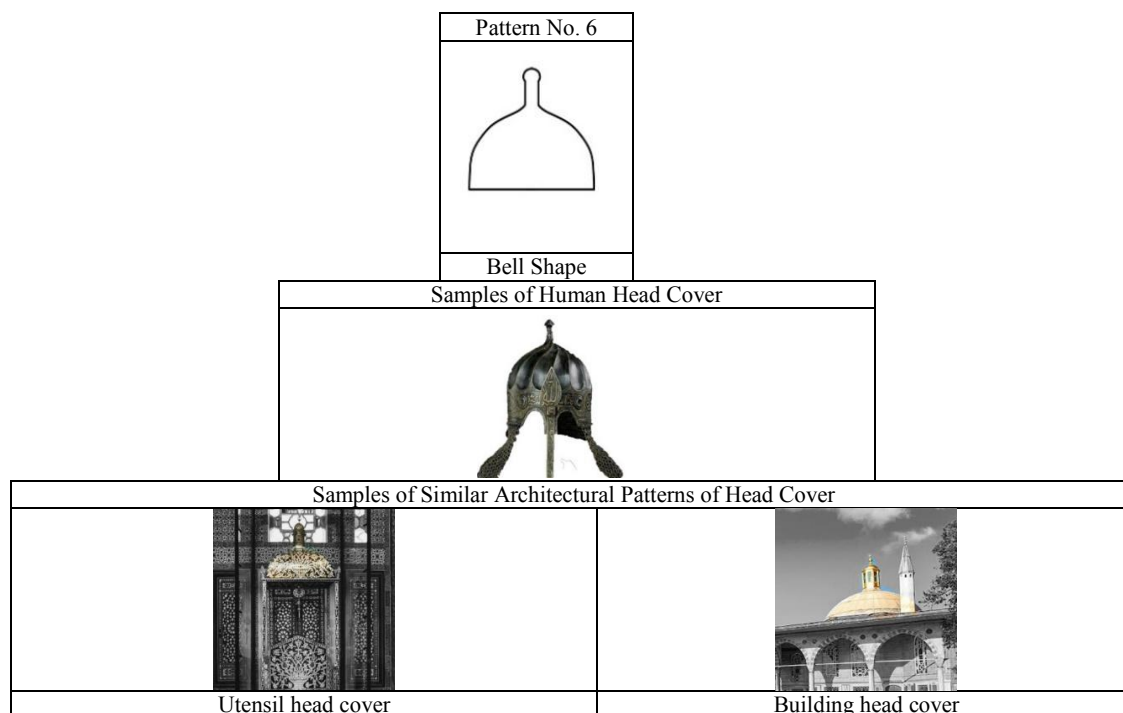 Pattern No. 6
Bell Shape
Samples of Human Head Cover
Samples of Similar Architectural Patterns of Head Cover
Utensil head cover
Building head cover